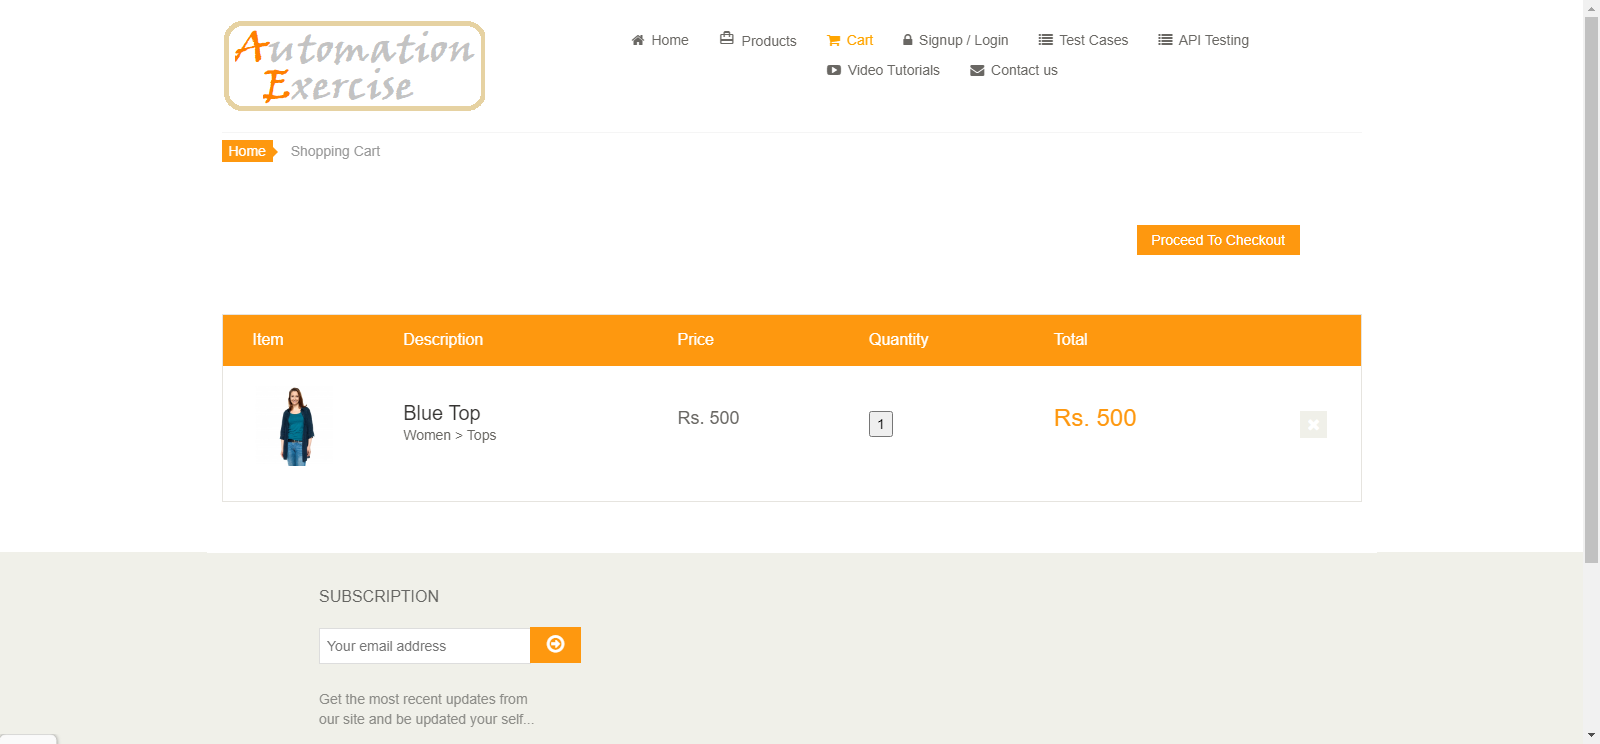 Automation
Exercise
Home Products Cart Signup / Login Test Cases API Testing
Video Tutorials Contact us
Home Shopping Cart
Proceed To Checkout
Item Description Price Quantity Total
Blue Top
Women > Tops
Rs. 500
1
Rs. 500
SUBSCRIPTION
Your email address
Get the most recent updates from
our site and be updated your self...